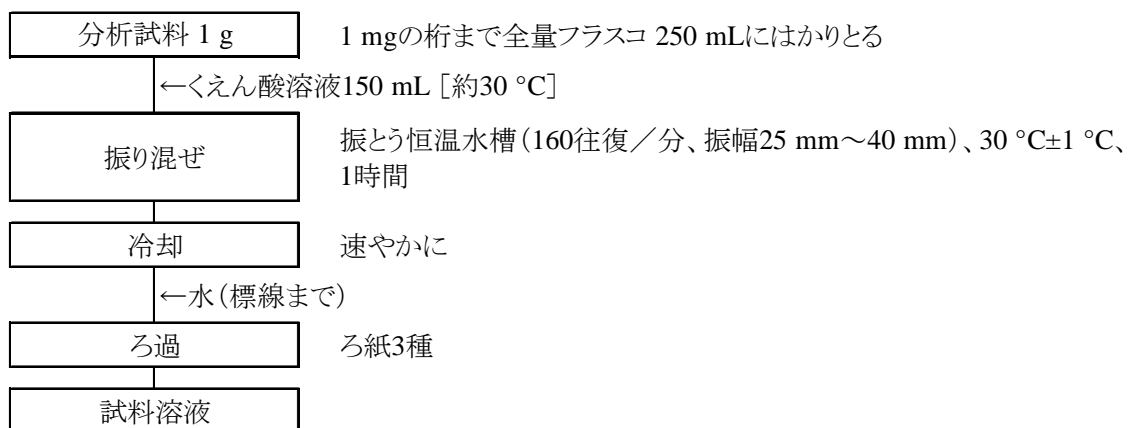 分析試料 1 g
1 mgの桁まで全量フラスコ 250 mLにはかりとる
←くえん酸溶液150 mL [約30 °C]
振り混ぜ
振とう恒温水槽(160往復/分、振幅25 mm~40 mm)、30 °C±1 °C、
1時間
冷却
速やかに
←水(標線まで)
ろ過
ろ紙3種
試料溶液